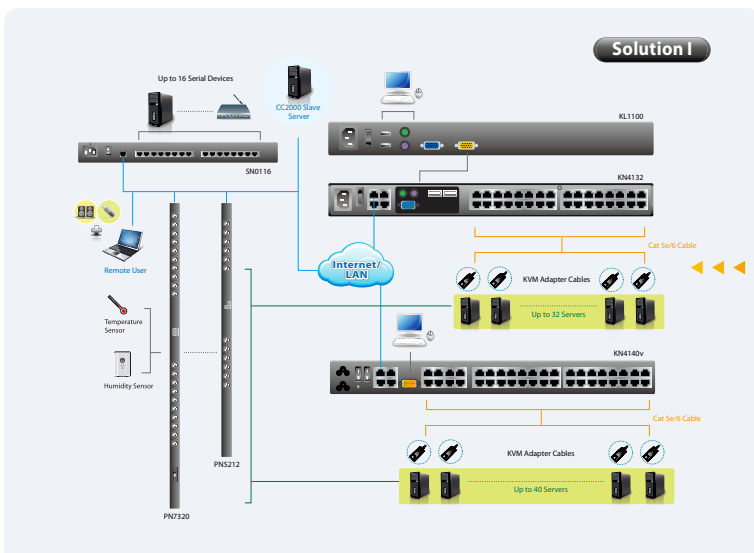 Solution I
Up to 16 Serial Devices
CC2000 Slave
Server
KL1100
SN0116
KN4132
Cat 5e/6 Cable
Remote User
Internet/
LAN
KVM Adapter Cables
Up to 32 Servers
Temperature
Sensor
Humidity Sensor
KN4140v
Cat 5e/6 Cable
KVM Adapter Cables
PN5212
Up to 40 Servers
PN7320